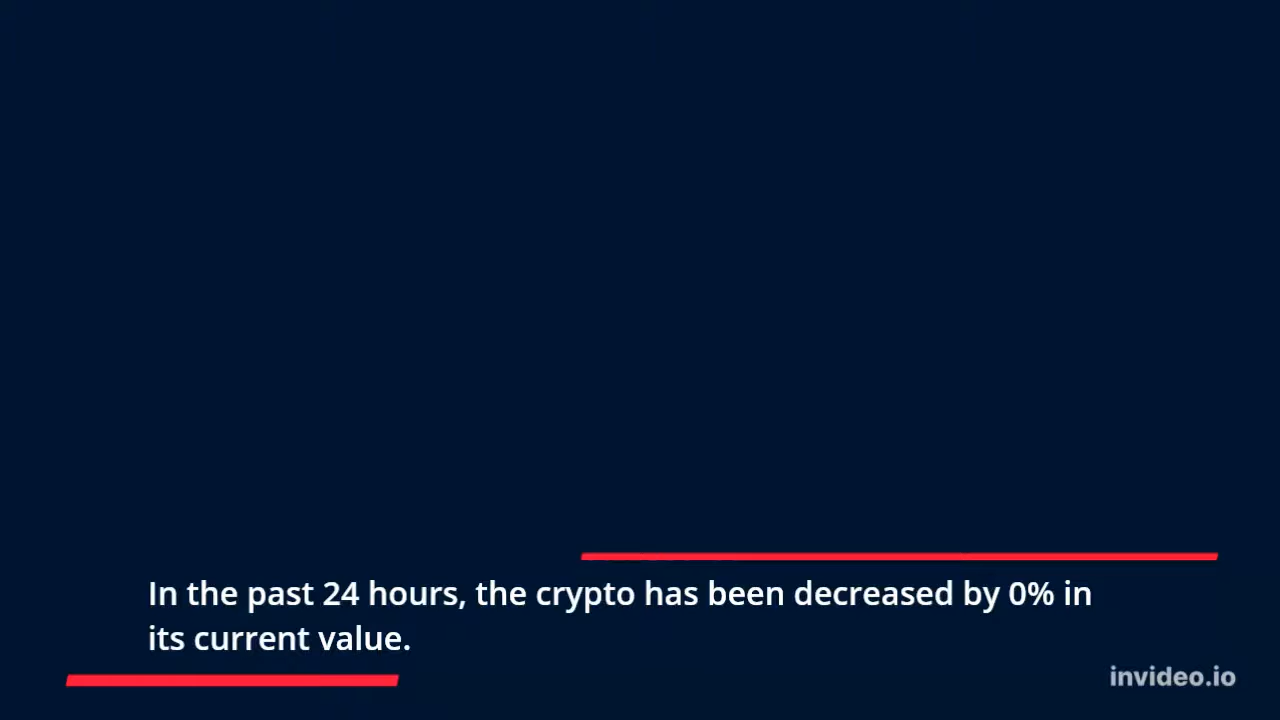 In the past 24 hours, the crypto has been decreased by 0% in
its current value.
invideo.io